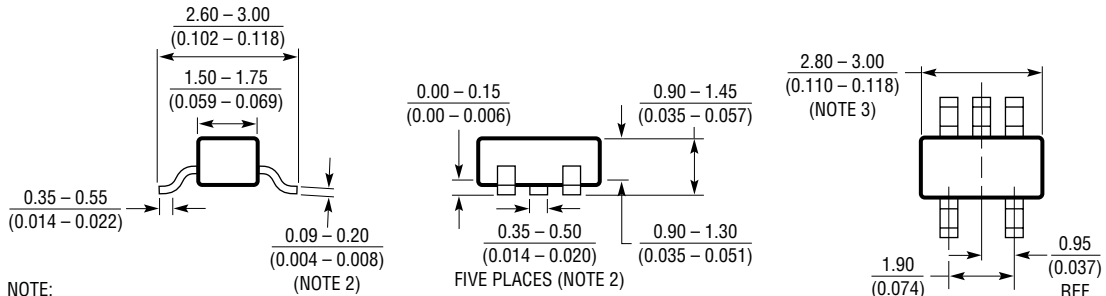 2.60 – 3.00
(0.102 – 0.118)
1.50 – 1.75
(0.059 – 0.069)
0.35 – 0.55
(0.014 – 0.022)
0.09 – 0.20
(0.004 – 0.008)
(NOTE 2)
NOTE:
0.00 – 0.15
(0.00 – 0.006)
0.90 – 1.45
(0.035 – 0.057)
0.35 – 0.50
(0.014 – 0.020)
FIVE PLACES (NOTE 2)
0.90 – 1.30
(0.035 – 0.051)
2.80 – 3.00
(0.110 – 0.118)
(NOTE 3)
1.90
(0.074)
0.95
(0.037)
REF